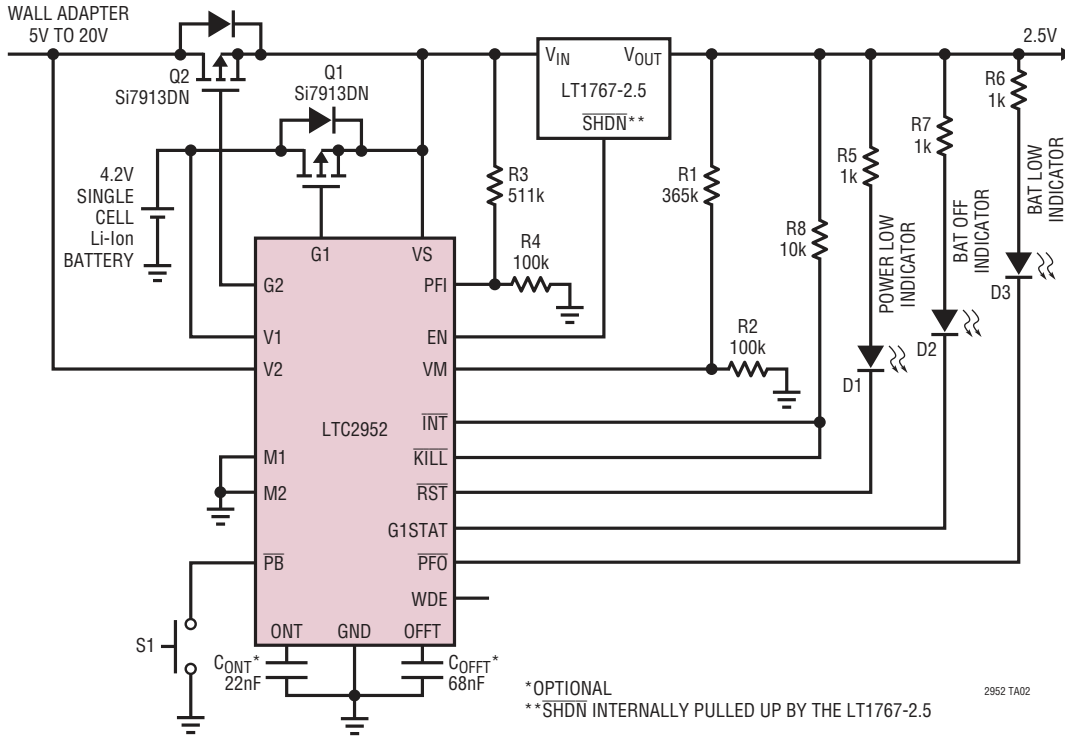 WALL ADAPTER
5V TO 20V
Q2
Si7913DN
Q1
Si7913DN
VIN
VOUT
LT1767-2.5
SHDN**
2.5V
4.2V
SINGLE
CELL
Li-Ion
BATTERY
R3
511k
R4
100k
R1
365k
R2
100k
R8
10k
R5
1k
R7
1k
R6
1k
POWER LOW
INDICATOR
BAT OFF
INDICATOR
BAT LOW
INDICATOR
D1
D2
D3
G1
VS
G2
PFI
V1
EN
V2
VM
LTC2952
INT
M1
KILL
M2
RST
G1STAT
PB
PFO
WDE
ONT
GND
OFFT
S1
CONT*
22nF
COFFT*
68nF
*OPTIONAL
**SHDN INTERNALLY PULLED UP BY THE LT1767-2.5
2952 TA02